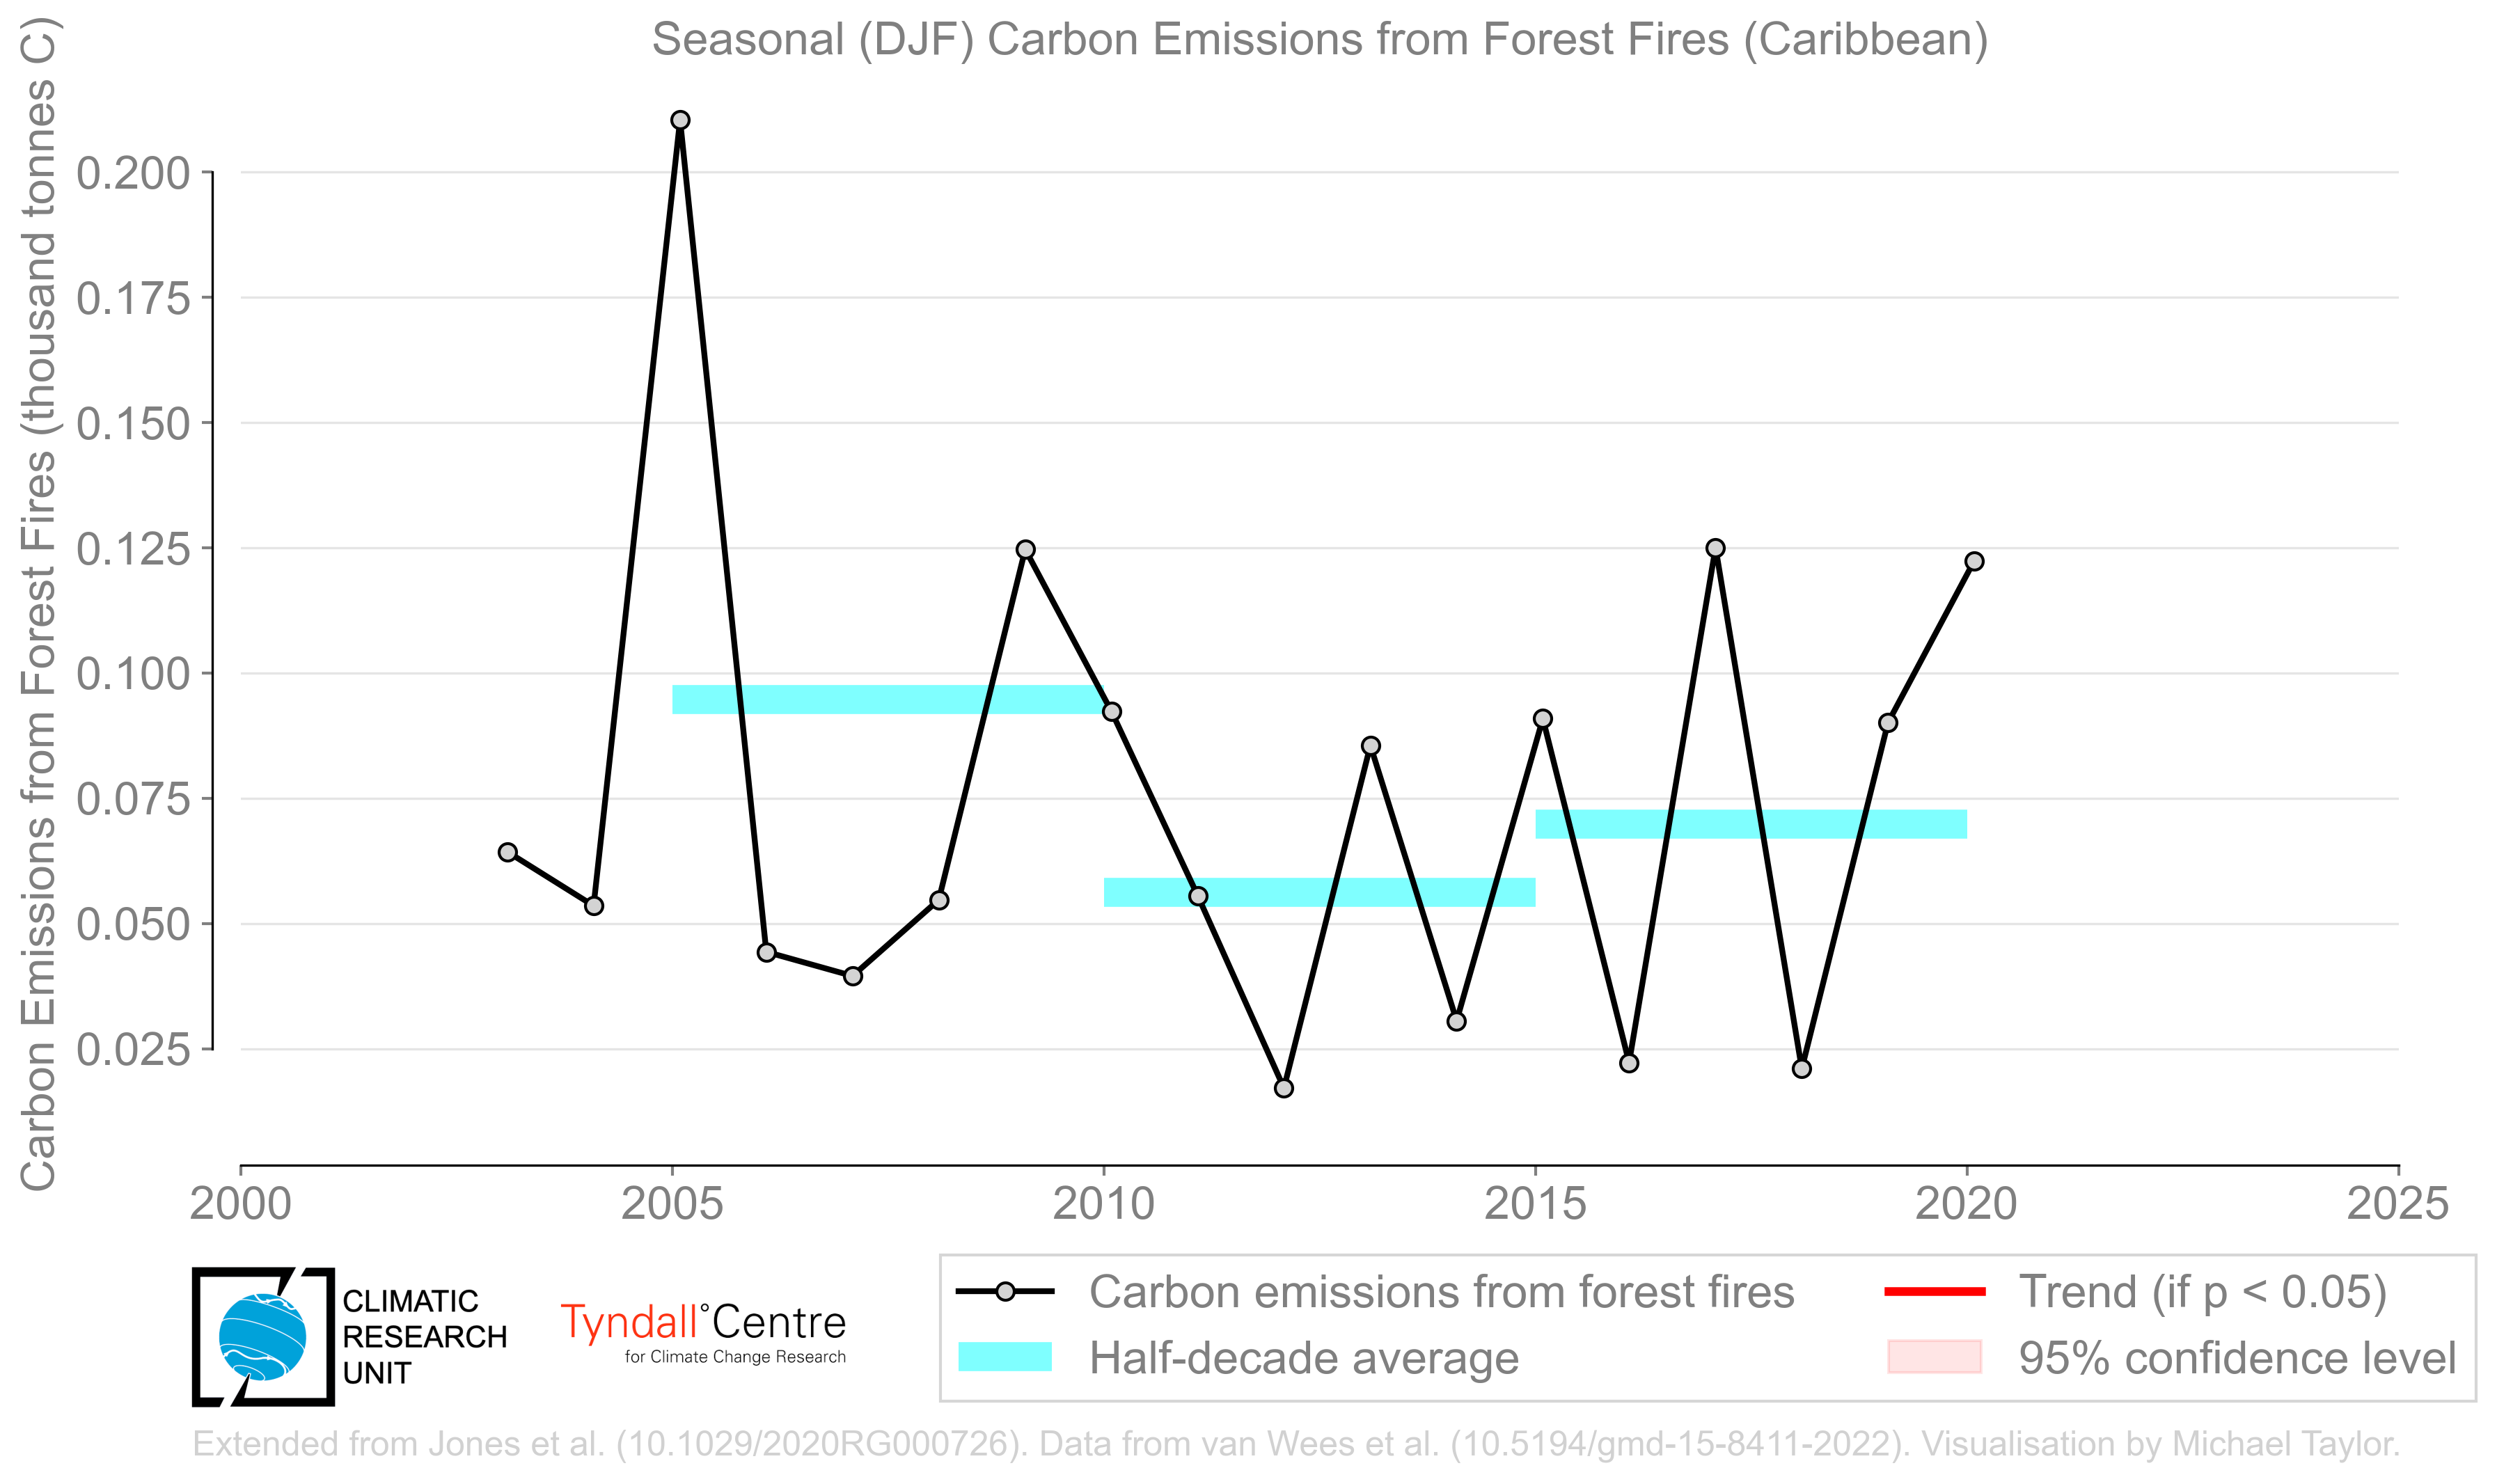 Seasonal (DJF) Carbon Emissions from Forest Fires (Caribbean)
Carbon Emissions from Forest Fires (thousand tonnes C)
0.200
0.175
0.150
0.125
0.100
0.075
0.050
0.025
2000
2005
2010
2015
2020
2025
CLIMATIC
RESEARCH
UNIT
Tyndall°Centre
for Climate Change Research
Carbon emissions from forest fires
Half-decade average
Trend (if p < 0.05)
95% confidence level
Extended from Jones et al. (10.1029/2020RG000726). Data from van Wees et al. (10.5194/gmd-15-8411-2022). Visualisation by Michael Taylor.